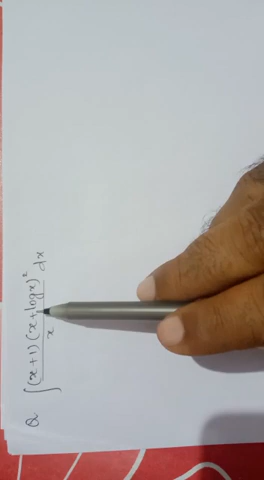 Q ∫ (x+1)(x+logx)² / x dx